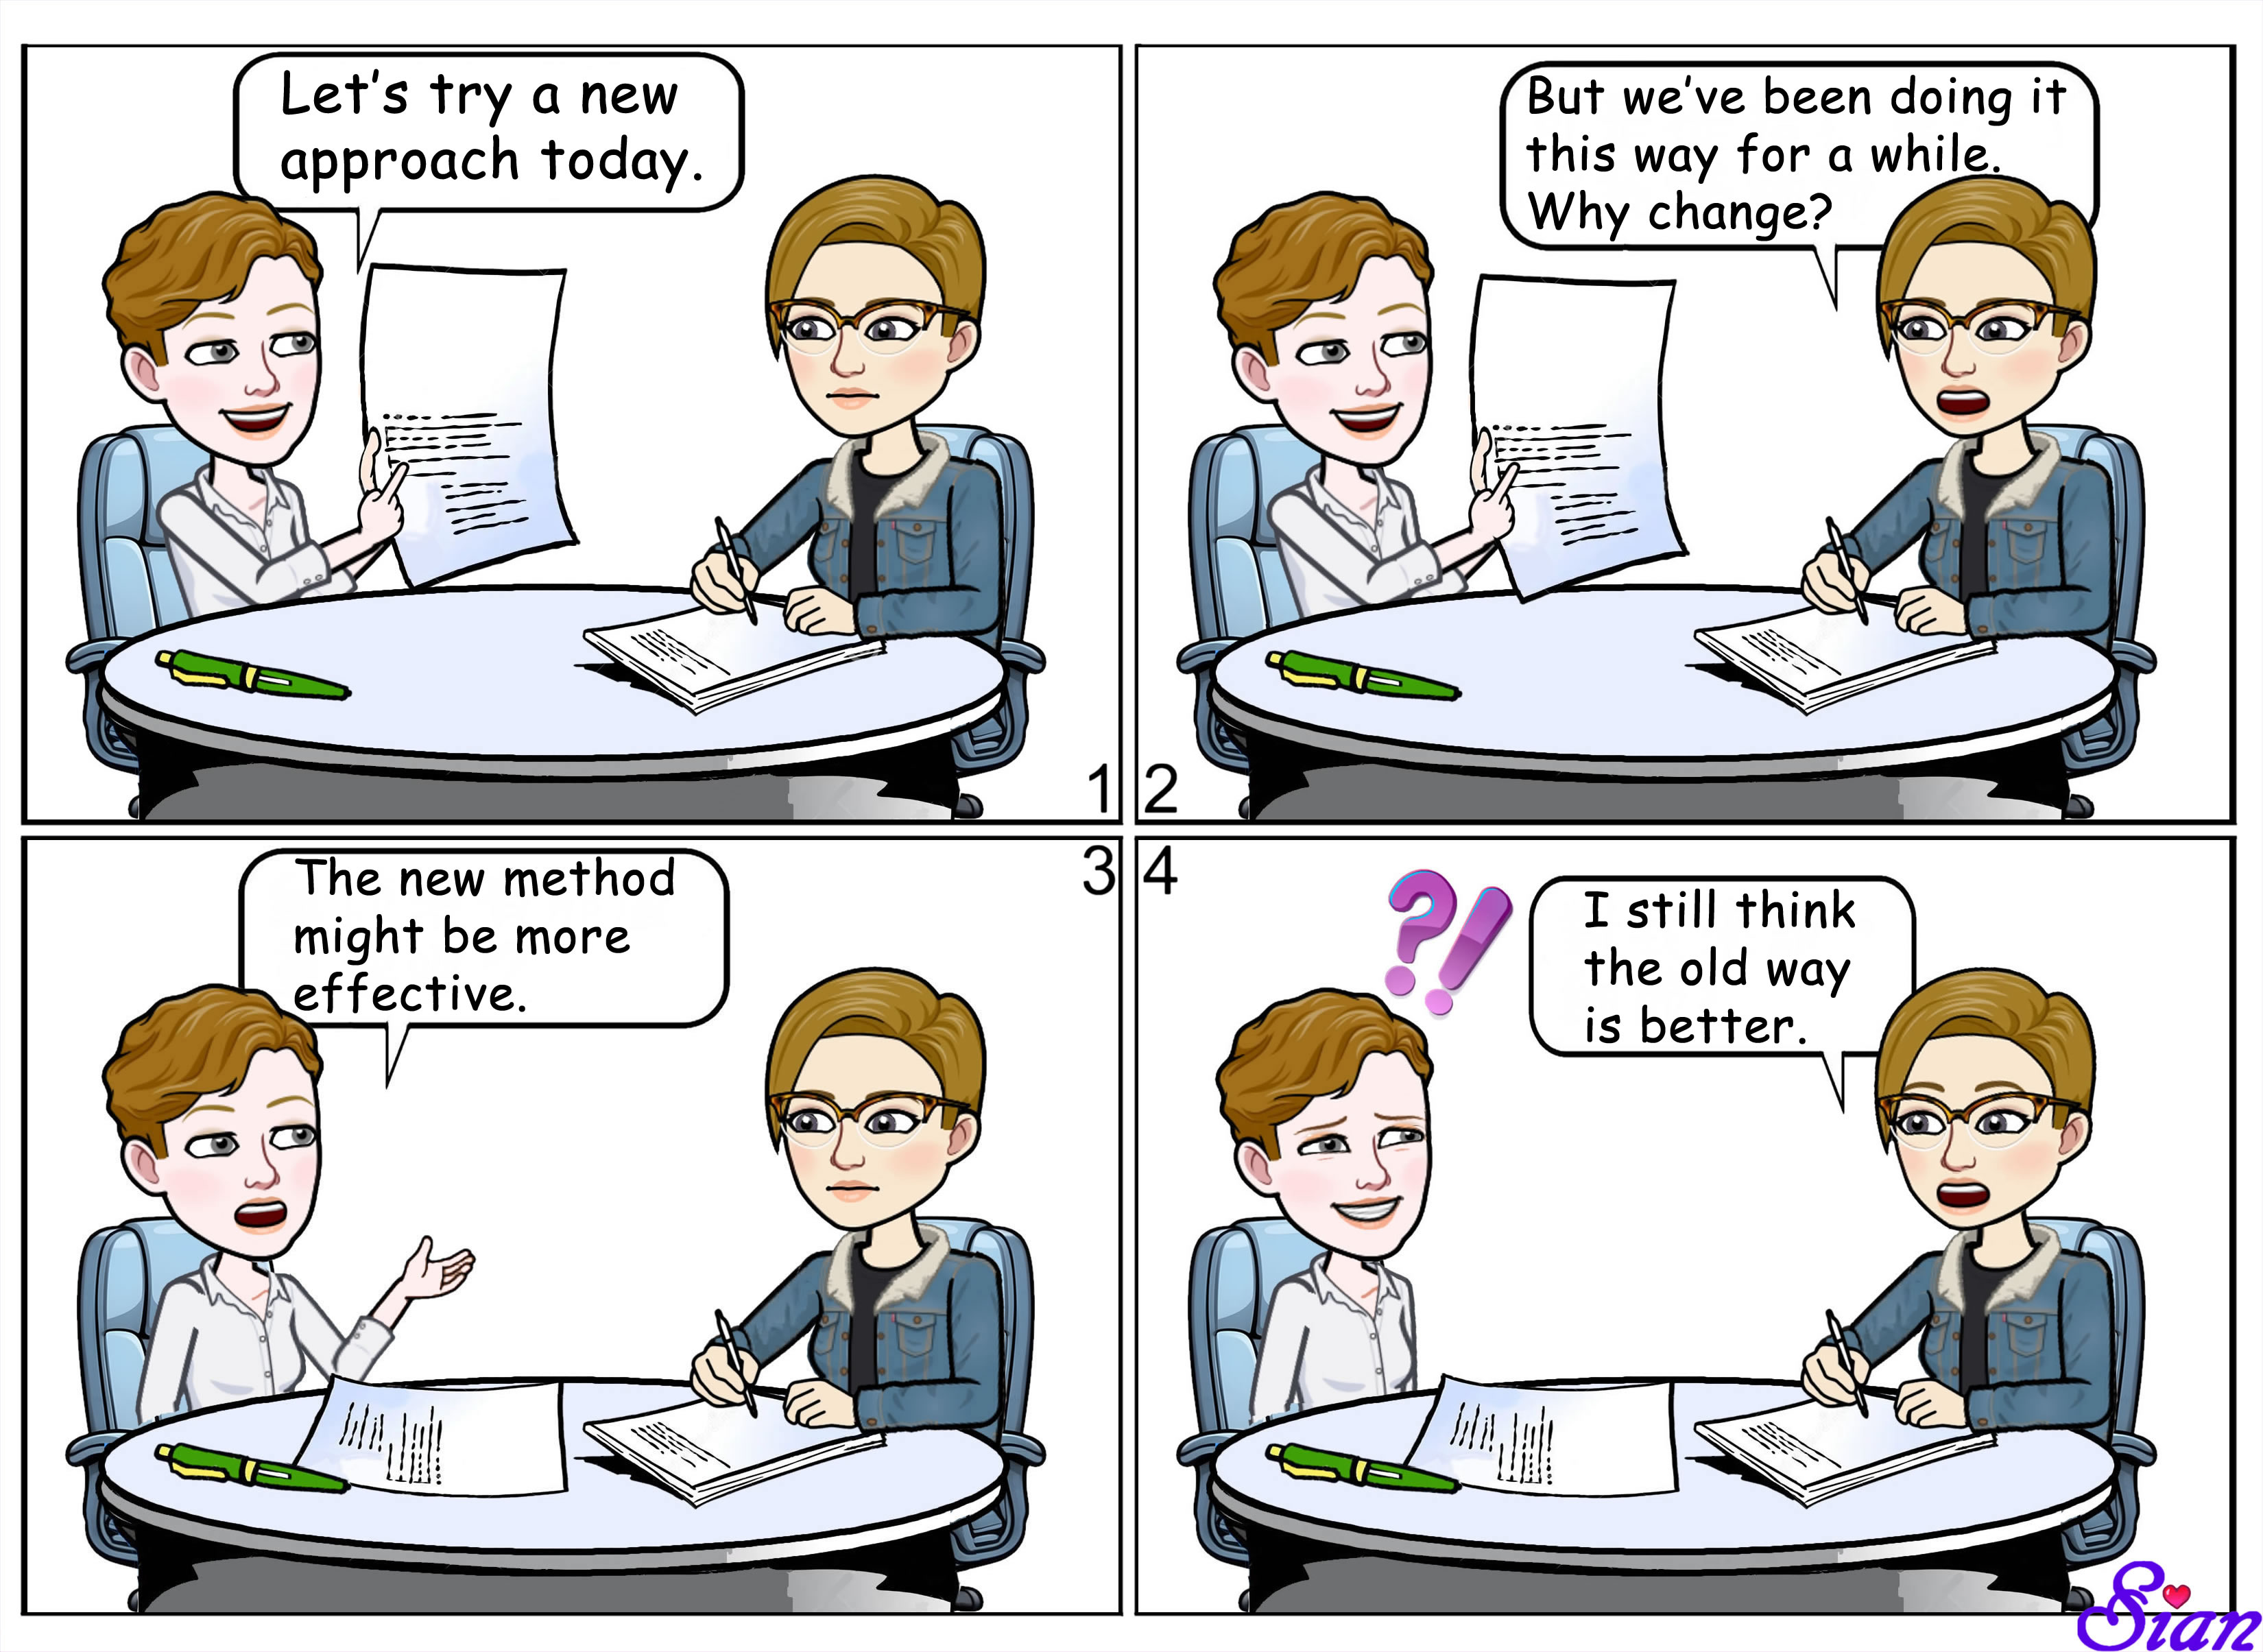 Let's try a new
approach today.
1
But we've been doing it
this way for a while.
Why change?
2
The new method
might be more
effective.
3
4
?!
I still think
the old way
is better.
Sian